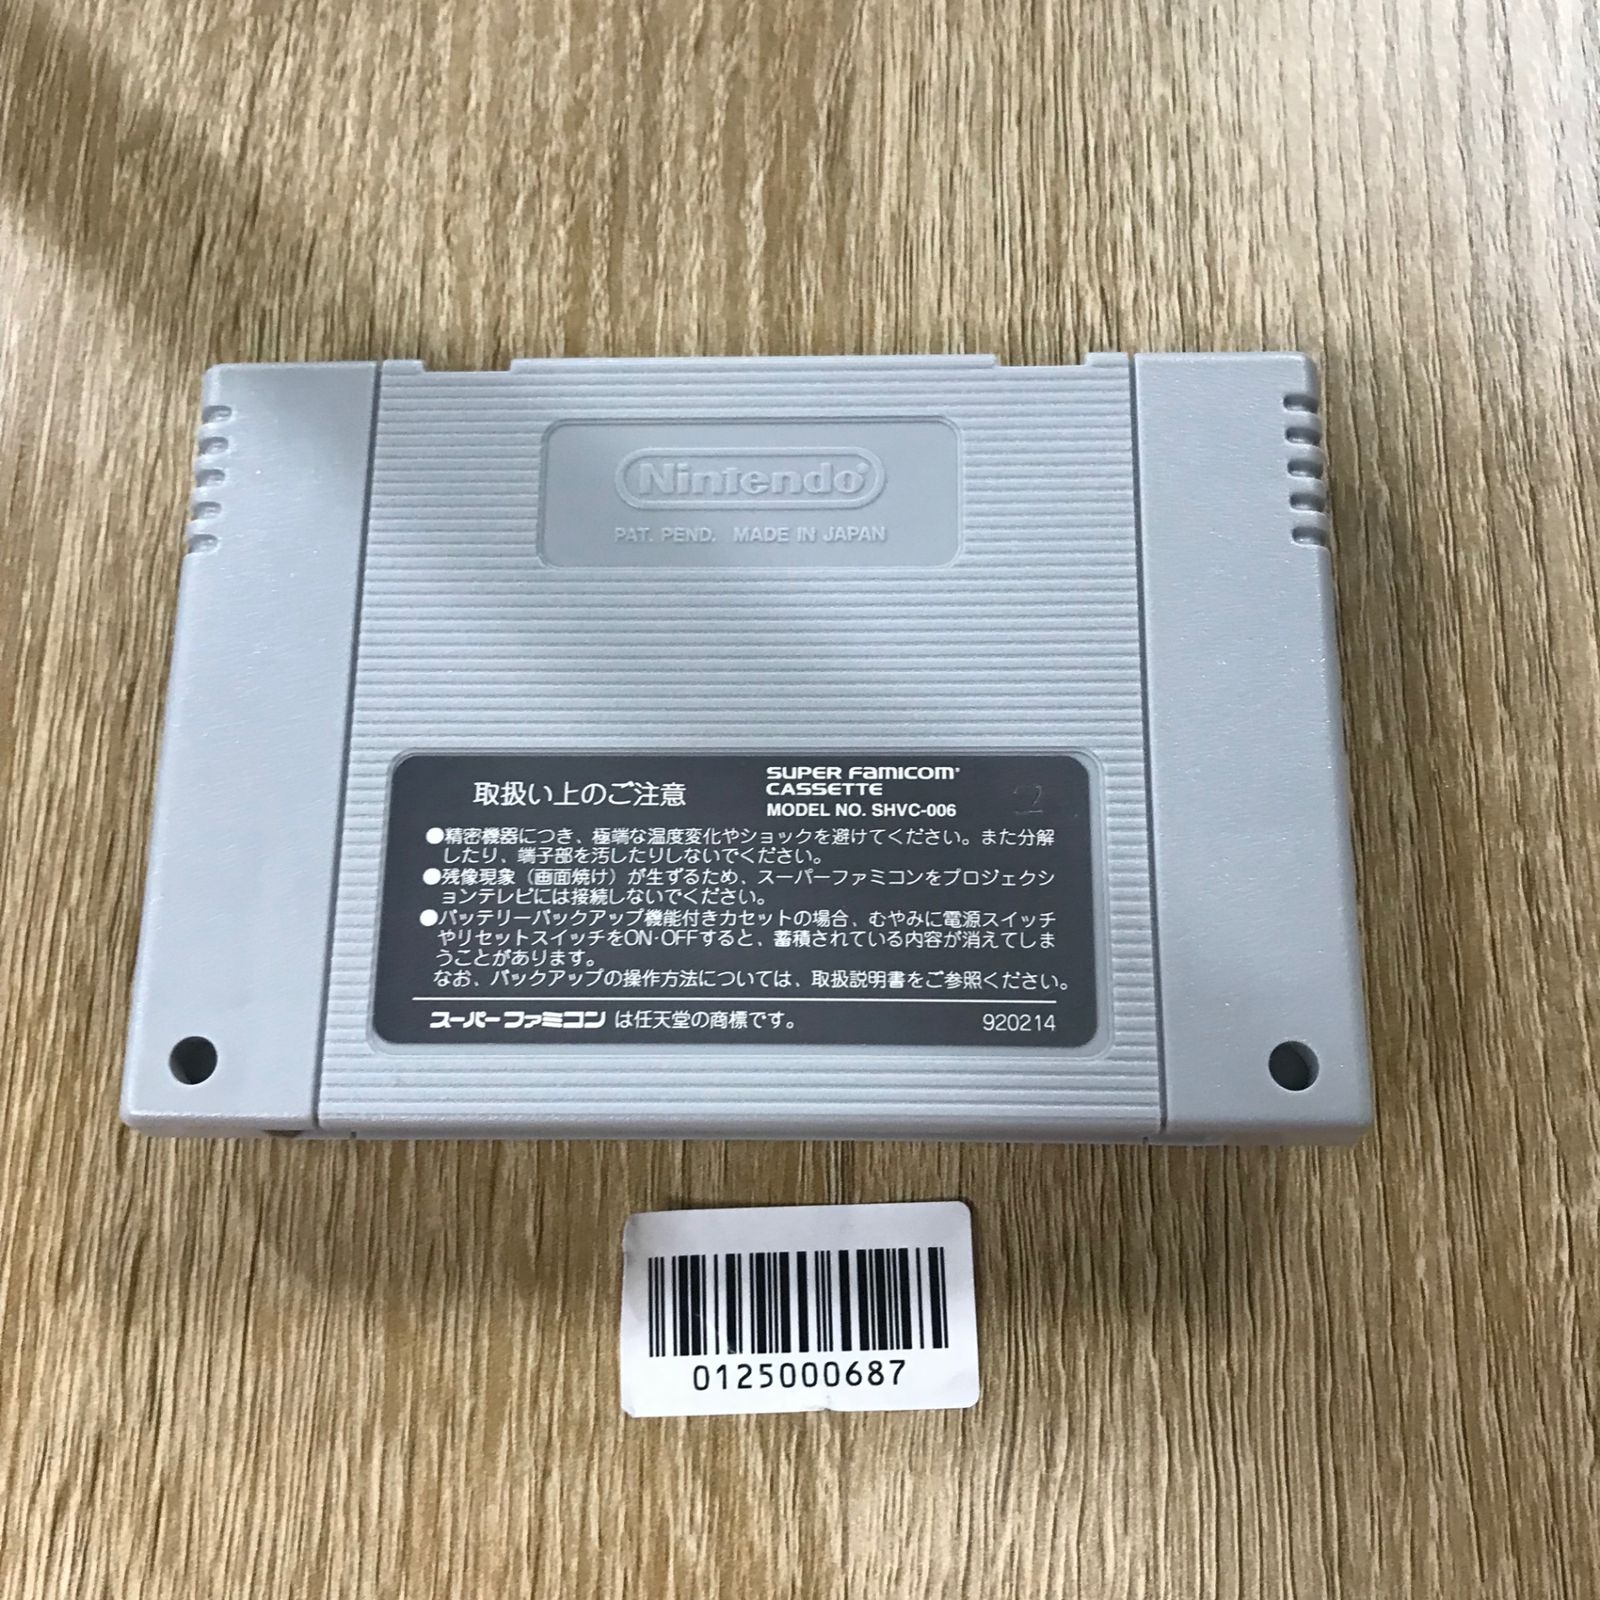 Nintendo®
PAT. PEND. MADE IN JAPAN
取扱い上のご注意
SUPER FAMICOM®
CASSETTE
MODEL NO. SHVC-006
●精密機器につき、極端な温度変化やショックを避けてください。また分解
したり、端子部を汚したりしないでください。
●残像現象（画面焼け）が生ずるため、スーパーファミコンをプロジェクシ
ョンテレビには接続しないでください。
●バッテリーバックアップ機能付きカセットの場合、むやみに電源スイッチ
やリセットスイッチをON·OFFすると、蓄積されている内容が消えてしま
うことがあります。
なお、バックアップの操作方法については、取扱説明書をご参照ください。
スーパーファミコン は任天堂の商標です。
920214
0125000687